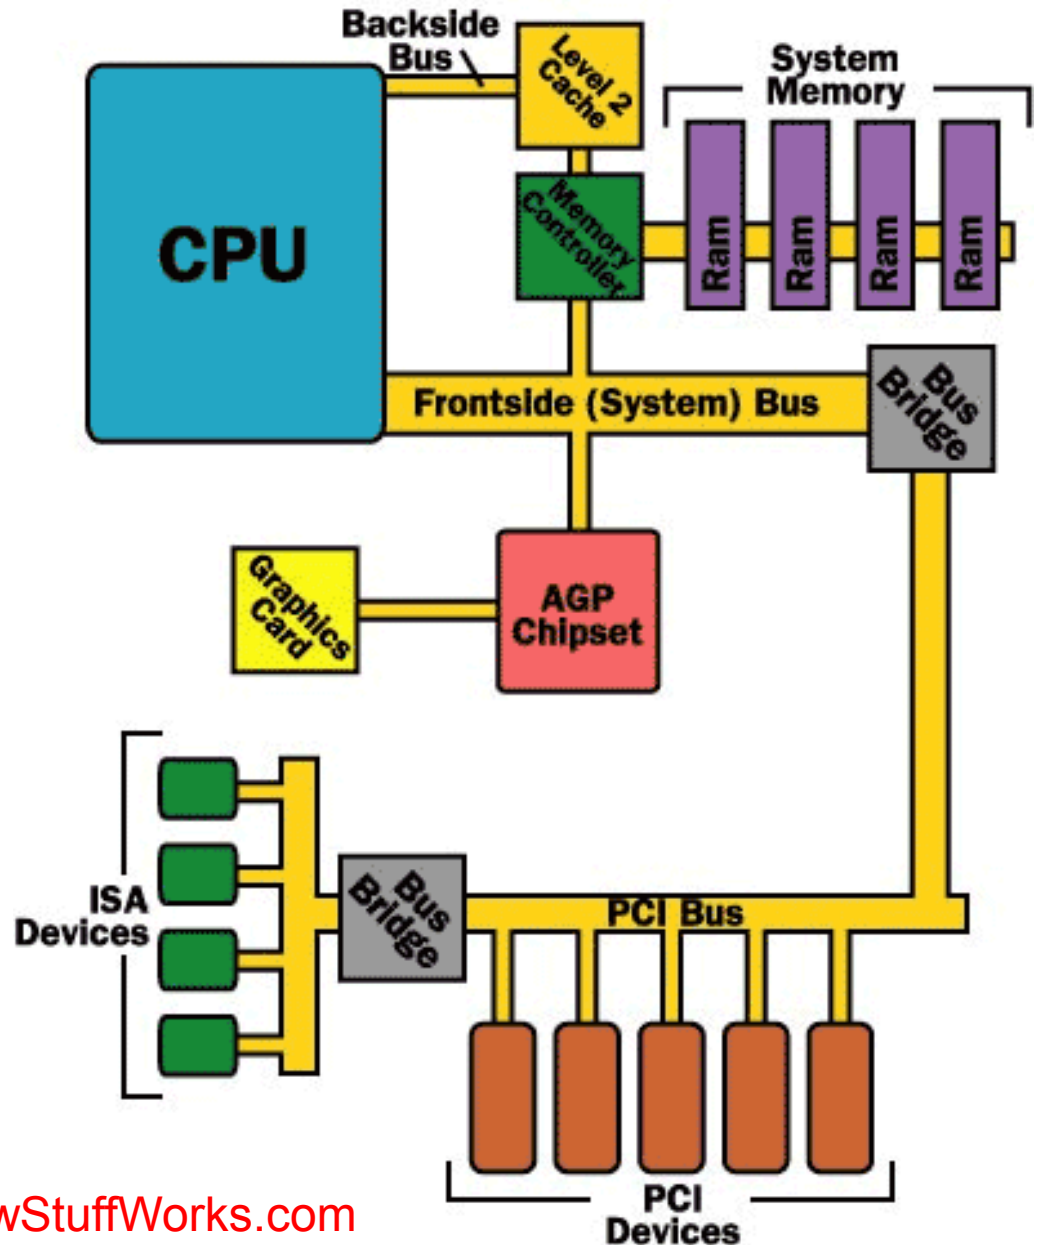 Backside
Bus
Level 2
Cache
System
Memory
CPU
Memory
Controller
Ram
Ram
Ram
Ram
Frontside (System) Bus
Bus
Bridge
Graphics
Card
AGP
Chipset
ISA
Devices
Bus
Bridge
PCI Bus
PCI
Devices
wStuffWorks.com